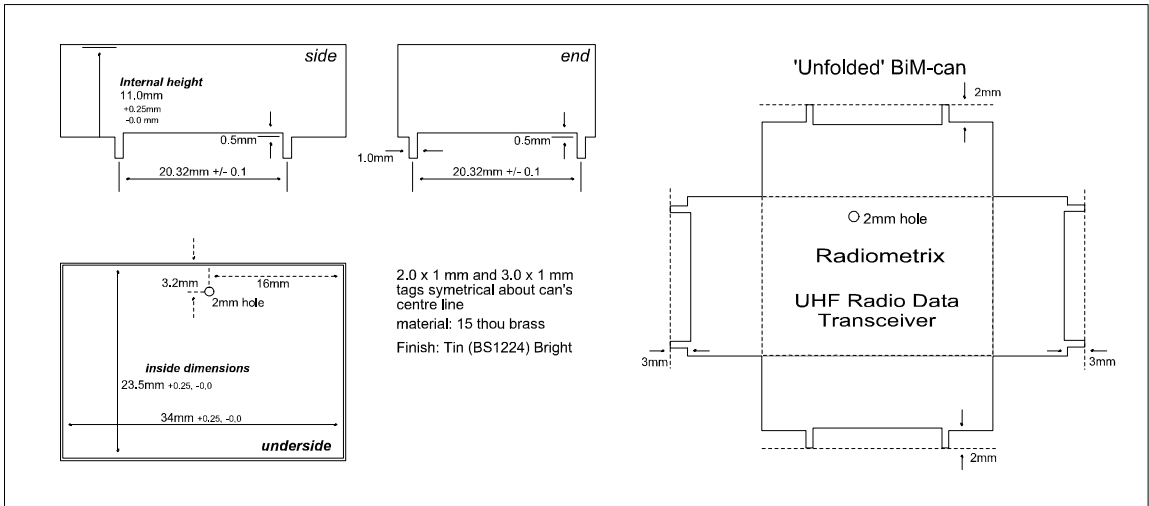 side
Internal height
11.0mm
+0.25mm
-0.0 mm
0.5mm
20.32mm +/- 0.1
end
0.5mm
1.0mm
20.32mm +/- 0.1
'Unfolded' BiM-can
2mm
2mm hole
Radiometrix
UHF Radio Data
Transceiver
3mm
3mm
2mm
3.2mm
16mm
2mm hole
inside dimensions
23.5mm +0.25, -0,0
34mm +0.25, -0.0
underside
2.0 x 1 mm and 3.0 x 1 mm
tags symetrical about can's
centre line
material: 15 thou brass
Finish: Tin (BS1224) Bright